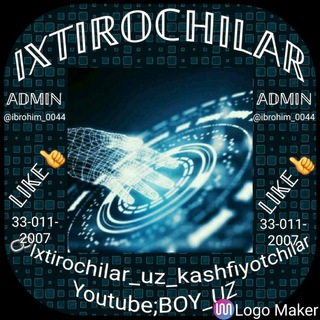 IXTIROCHILAR
ADMIN
@ibrohim_0044
LIKE👍
33-011-
2007
ADMIN
@ibrohim_0044
LIKE👍
33-011-
2007
Ixtirochilar_uz_kashfiyotchilar
Youtube;BOY_UZ
Logo Maker